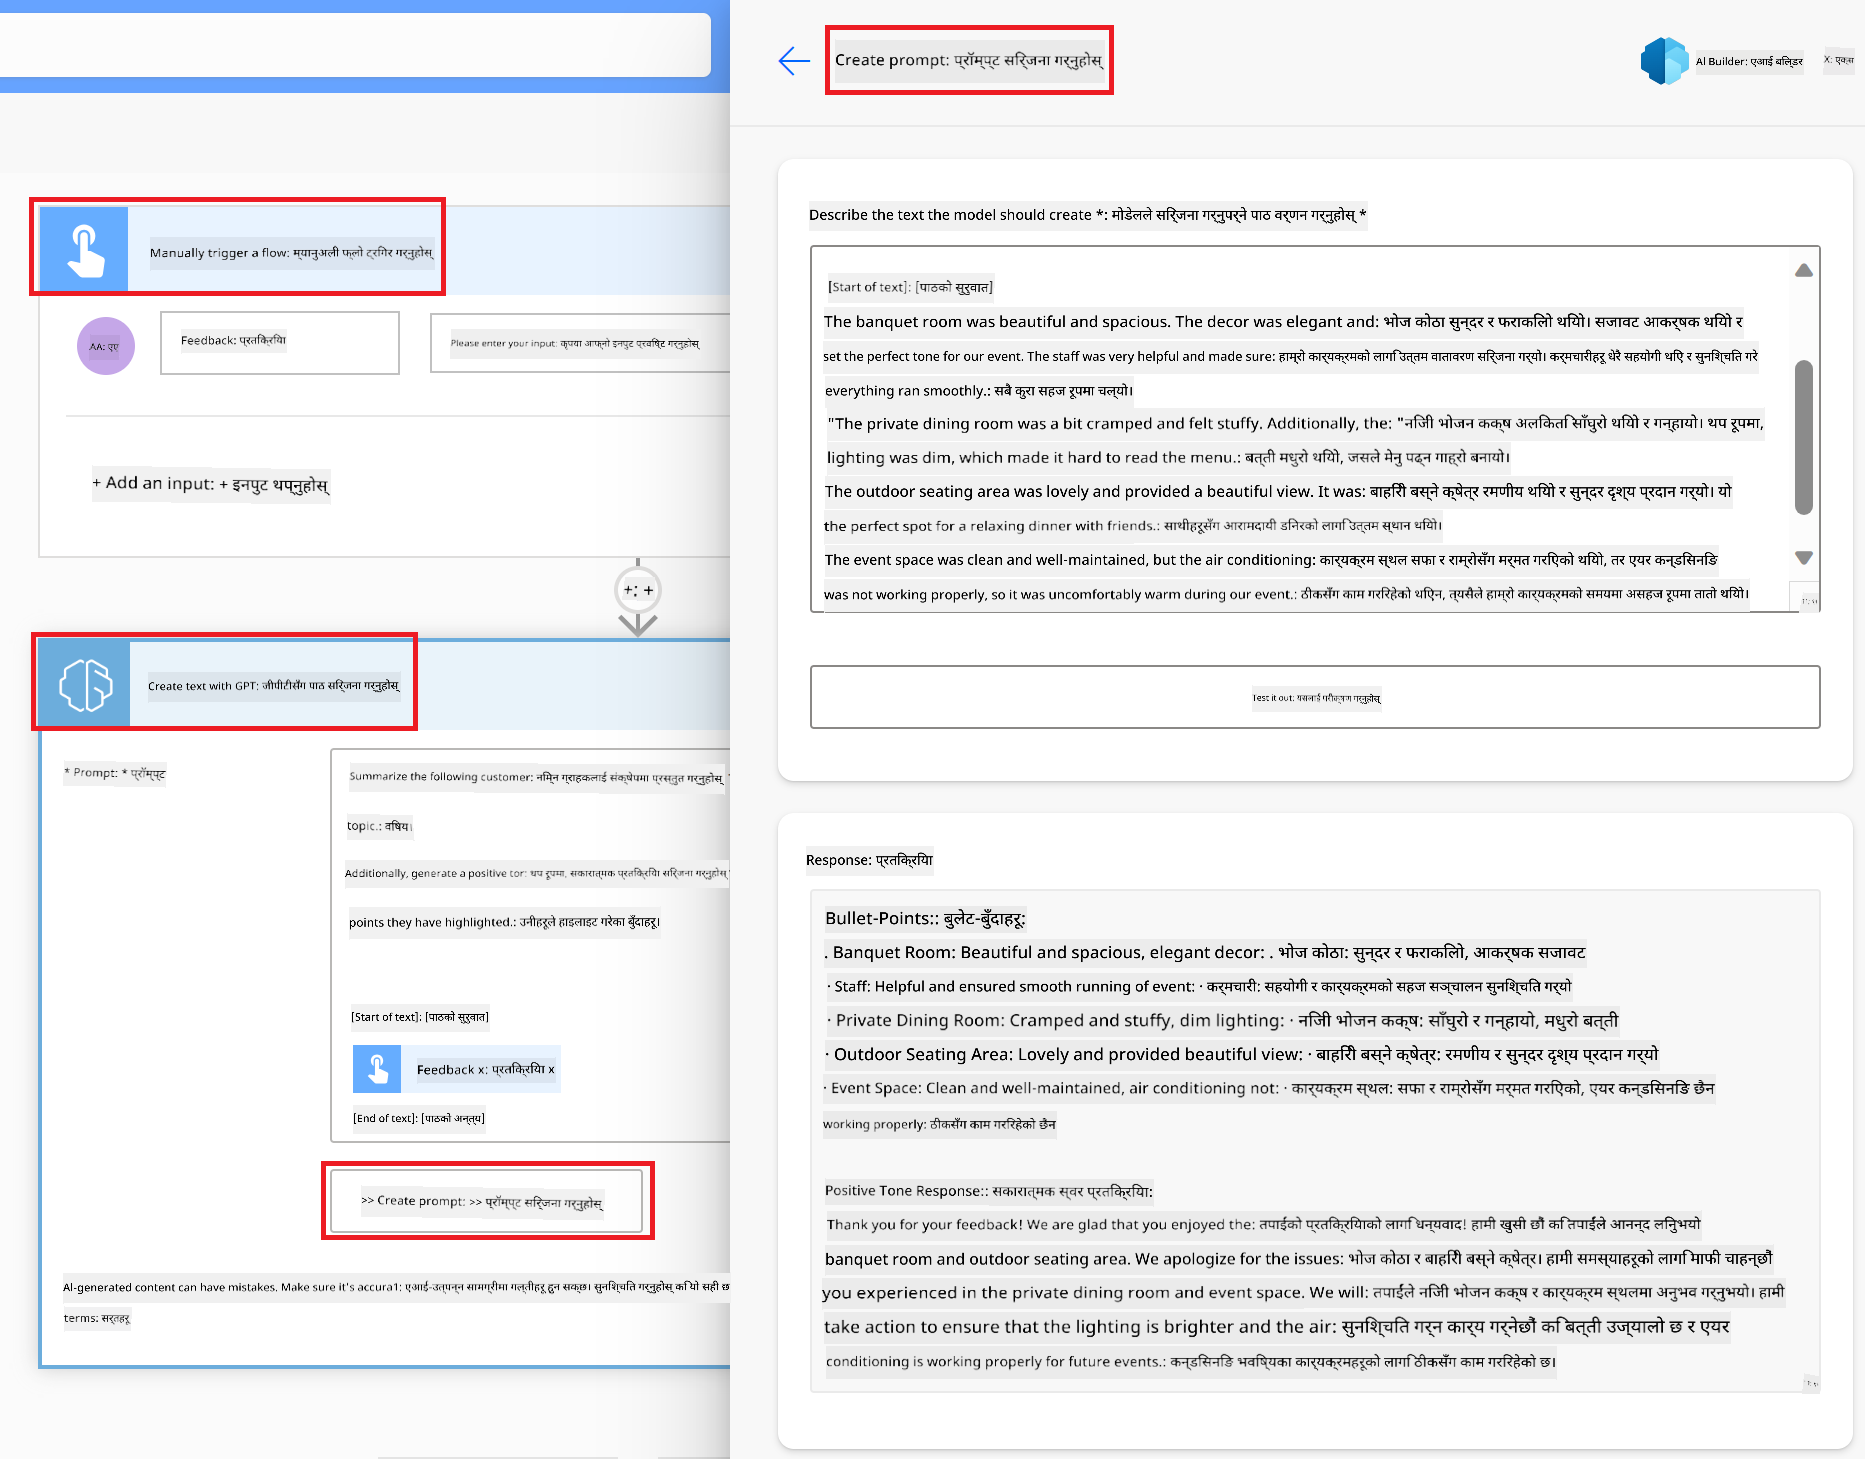 Create prompt: प्रॉम्प्ट सिर्जना गर्नुहोस्
AI Builder: एआई बिल्डर
X: एक्स
Manually trigger a flow: म्यानुअली फ्लो ट्रिगर गर्नुहोस्
AA: एए
Feedback: प्रतिक्रिया
Please enter your input: कृपया आफ्नो इनपुट प्रविष्ट गर्नुहोस्
+ Add an input: + इनपुट थप्नुहोस्
+: +
Create text with GPT: जीपीटीसँग पाठ सिर्जना गर्नुहोस्
* Prompt: * प्रॉम्प्ट
Summarize the following customer: निम्न ग्राहकलाई संक्षेपमा प्रस्तुत गर्नुहोस्
topic.: विषय।
Additionally, generate a positive tor: थप रूपमा, सकारात्मक प्रतिक्रिया सिर्जना गर्नुहोस्
points they have highlighted.: उनीहरूले हाइलाइट गरेका बुँदाहरू।
[Start of text]: [पाठको सुरुवात]
Feedback x: प्रतिक्रिया x
[End of text]: [पाठको अन्त्य]
>> Create prompt: >> प्रॉम्प्ट सिर्जना गर्नुहोस्
AI-generated content can have mistakes. Make sure it's accura1: एआई-उत्पन्न सामग्रीमा गल्तीहरू हुन सक्छ। सुनिश्चित गर्नुहोस् कि यो सही छ
terms: सर्तहरू
Describe the text the model should create *: मोडेलले सिर्जना गर्नुपर्ने पाठ वर्णन गर्नुहोस् *
[Start of text]: [पाठको सुरुवात]
The banquet room was beautiful and spacious. The decor was elegant and: भोज कोठा सुन्दर र फराकिलो थियो। सजावट आकर्षक थियो र
set the perfect tone for our event. The staff was very helpful and made sure: हाम्रो कार्यक्रमको लागि उत्तम वातावरण सिर्जना गर्यो। कर्मचारीहरू धेरै सहयोगी थिए र सुनिश्चित गरे
everything ran smoothly.: सबै कुरा सहज रूपमा चल्यो।
"The private dining room was a bit cramped and felt stuffy. Additionally, the: "निजी भोजन कक्ष अलिकति साँघुरो थियो र गन्हायो। थप रूपमा,
lighting was dim, which made it hard to read the menu.: बत्ती मधुरो थियो, जसले मेनु पढ्न गाह्रो बनायो।
The outdoor seating area was lovely and provided a beautiful view. It was: बाहिरी बस्ने क्षेत्र रमणीय थियो र सुन्दर दृश्य प्रदान गर्यो। यो
the perfect spot for a relaxing dinner with friends.: साथीहरूसँग आरामदायी डिनरको लागि उत्तम स्थान थियो।
The event space was clean and well-maintained, but the air conditioning: कार्यक्रम स्थल सफा र राम्रोसँग मर्मत गरिएको थियो, तर एयर कन्डिसनिङ
was not working properly, so it was uncomfortably warm during our event.: ठीकसँग काम गरिरहेको थिएन, त्यसैले हाम्रो कार्यक्रमको समयमा असहज रूपमा तातो थियो।
Test it out: यसलाई परीक्षण गर्नुहोस्
Response: प्रतिक्रिया
Bullet-Points:: बुलेट-बुँदाहरू:
. Banquet Room: Beautiful and spacious, elegant decor: . भोज कोठा: सुन्दर र फराकिलो, आकर्षक सजावट
· Staff: Helpful and ensured smooth running of event: · कर्मचारी: सहयोगी र कार्यक्रमको सहज सञ्चालन सुनिश्चित गर्यो
· Private Dining Room: Cramped and stuffy, dim lighting: · निजी भोजन कक्ष: साँघुरो र गन्हायो, मधुरो बत्ती
· Outdoor Seating Area: Lovely and provided beautiful view: · बाहिरी बस्ने क्षेत्र: रमणीय र सुन्दर दृश्य प्रदान गर्यो
· Event Space: Clean and well-maintained, air conditioning not: · कार्यक्रम स्थल: सफा र राम्रोसँग मर्मत गरिएको, एयर कन्डिसनिङ छैन
working properly: ठीकसँग काम गरिरहेको छैन
Positive Tone Response:: सकारात्मक स्वर प्रतिक्रिया:
Thank you for your feedback! We are glad that you enjoyed the: तपाईंको प्रतिक्रियाको लागि धन्यवाद! हामी खुसी छौं कि तपाईंले आनन्द लिनुभयो
banquet room and outdoor seating area. We apologize for the issues: भोज कोठा र बाहिरी बस्ने क्षेत्र। हामी समस्याहरूको लागि माफी चाहन्छौं
you experienced in the private dining room and event space. We will: तपाईंले निजी भोजन कक्ष र कार्यक्रम स्थलमा अनुभव गर्नुभयो। हामी
take action to ensure that the lighting is brighter and the air: सुनिश्चित गर्न कार्य गर्नेछौं कि बत्ती उज्यालो छ र एयर
conditioning is working properly for future events.: कन्डिसनिङ भविष्यका कार्यक्रमहरूको लागि ठीकसँग काम गरिरहेको छ।